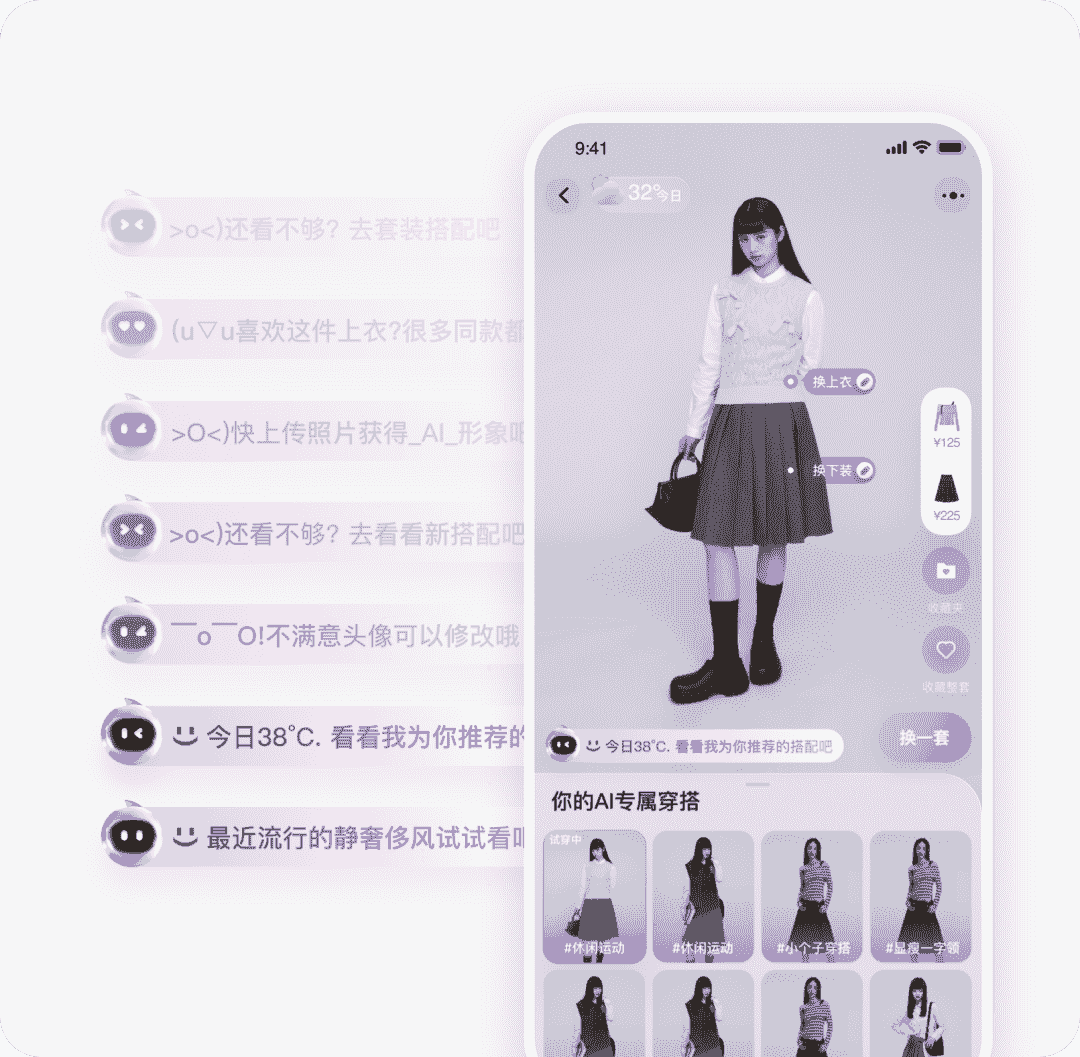 >o<)还看不够？去套装搭配吧
(u▽u喜欢这件上衣?很多同款都
>O<)快上传照片获得_AI_形象吧
>o<)还看不够？去看看新搭配吧
￣o￣O!不满意头像可以修改哦
今日38°C. 看看我为你推荐的
最近流行的静奢侈风试试看吧
9:41
32°今日
换上衣
换下装
¥125
¥225
收藏夹
收藏整套
今日38°C. 看看我为你推荐的搭配吧
换一套
你的AI专属穿搭
试穿中
#休闲运动
#休闲运动
#小个子穿搭
#显瘦一字领